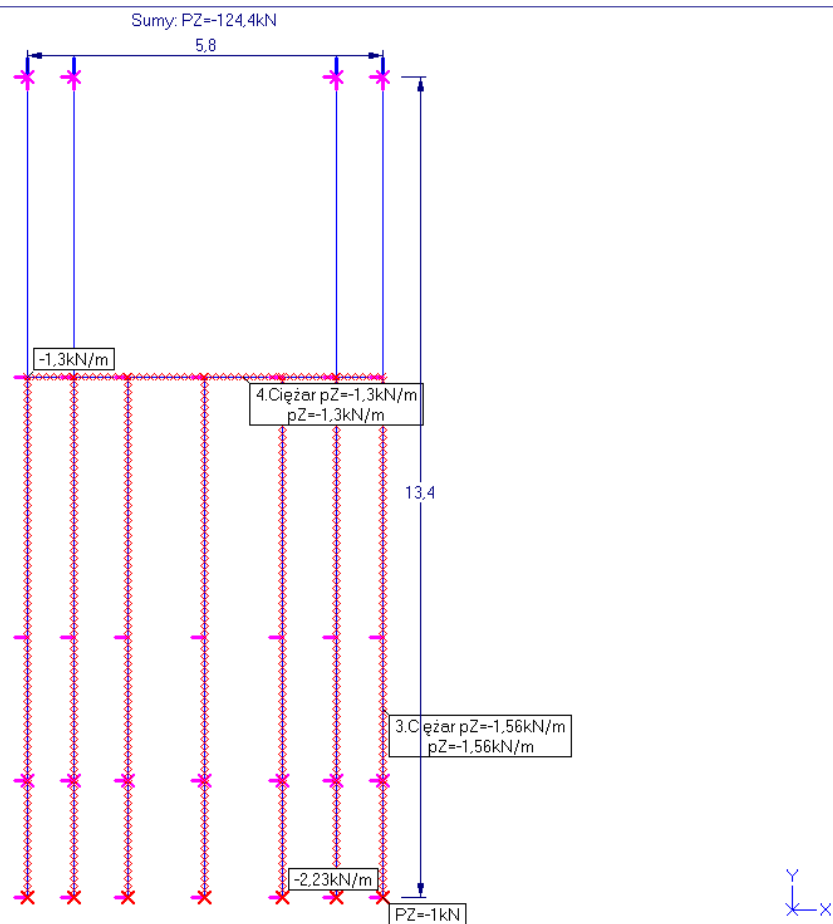 Sumy: PZ=-124,4kN
5,8
-1,3kN/m
4.Ciężar pZ=-1,3kN/m
pZ=-1,3kN/m
13,4
3.Ciężar pZ=-1,56kN/m
pZ=-1,56kN/m
-2,23kN/m
PZ=-1kN
Y
X